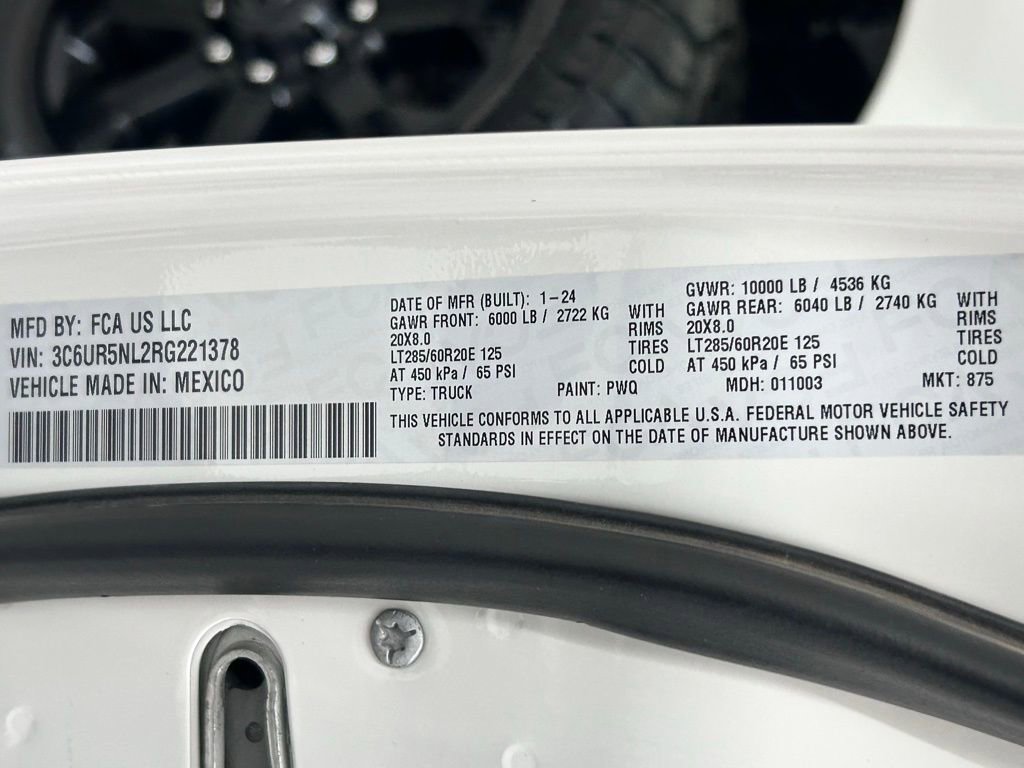 MFD BY: FCA US LLC
VIN: 3C6UR5NL2RG221378
VEHICLE MADE IN: MEXICO
DATE OF MFR (BUILT): 1-24
GAWR FRONT: 6000 LB / 2722 KG
20X8.0
LT285/60R20E 125
AT 450 kPa / 65 PSI
WITH
RIMS
TIRES
COLD
GVWR: 10000 LB / 4536 KG
GAWR REAR: 6040 LB / 2740 KG
20X8.0
LT285/60R20E 125
AT 450 kPa / 65 PSI
WITH
RIMS
TIRES
COLD
TYPE: TRUCK PAINT: PWQ MDH: 011003 MKT: 875
THIS VEHICLE CONFORMS TO ALL APPLICABLE U.S.A. FEDERAL MOTOR VEHICLE SAFETY
STANDARDS IN EFFECT ON THE DATE OF MANUFACTURE SHOWN ABOVE.